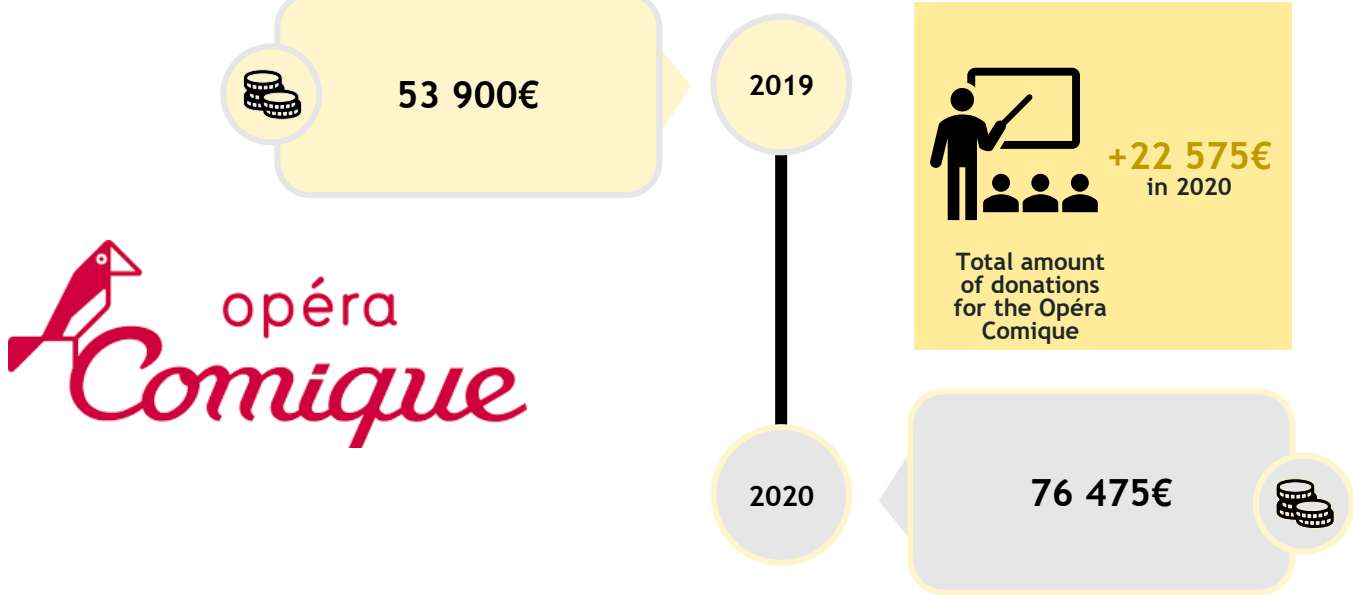 53 900€
2019
+22 575€
in 2020
Total amount
of donations
for the Opéra
Comique
opéra
Comique
2020
76 475€